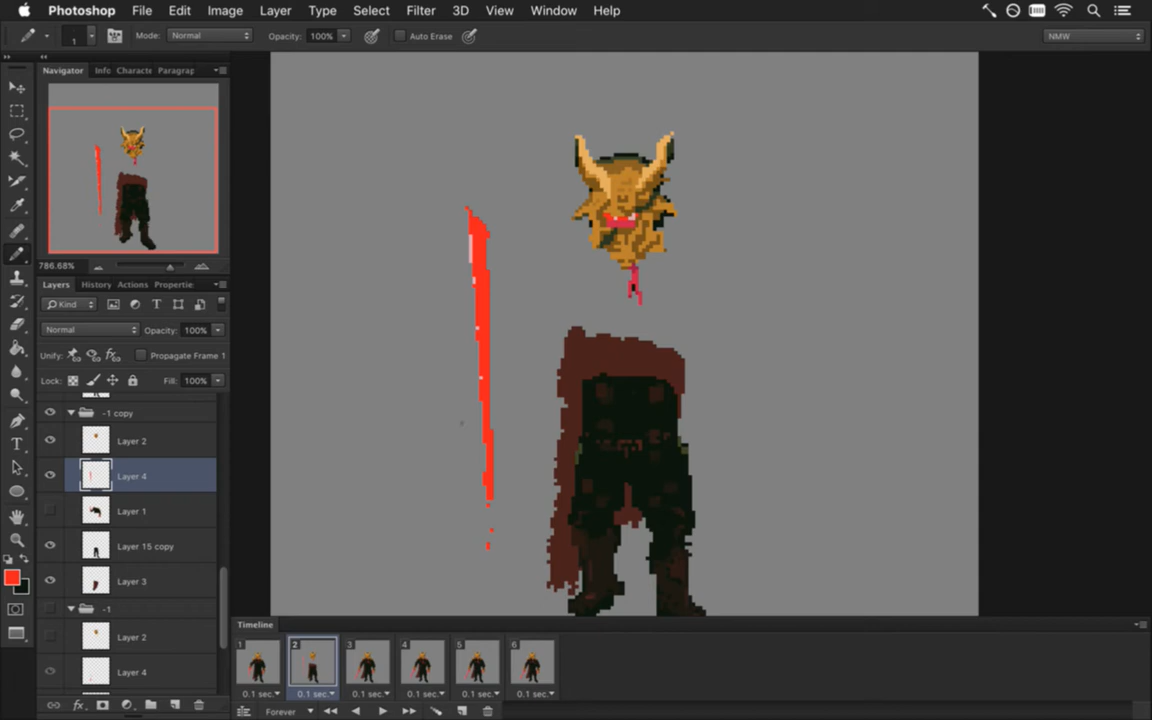 Photoshop File Edit Image Layer Type Select Filter 3D View Window Help
1 Mode: Normal Opacity: 100% Auto Erase NMW
Navigator Info Characte Paragrap
786.68%
Layers History Actions Propertie
Kind
Normal Opacity: 100%
Unify: Propagate Frame 1
Lock: Fill: 100%
-1 copy
Layer 2
Layer 4
Layer 1
Layer 15 copy
Layer 3
-1
Layer 2
Layer 4
Timeline
1 2 3 4 5 6
0.1 sec. 0.1 sec. 0.1 sec. 0.1 sec. 0.1 sec. 0.1 sec.
Forever